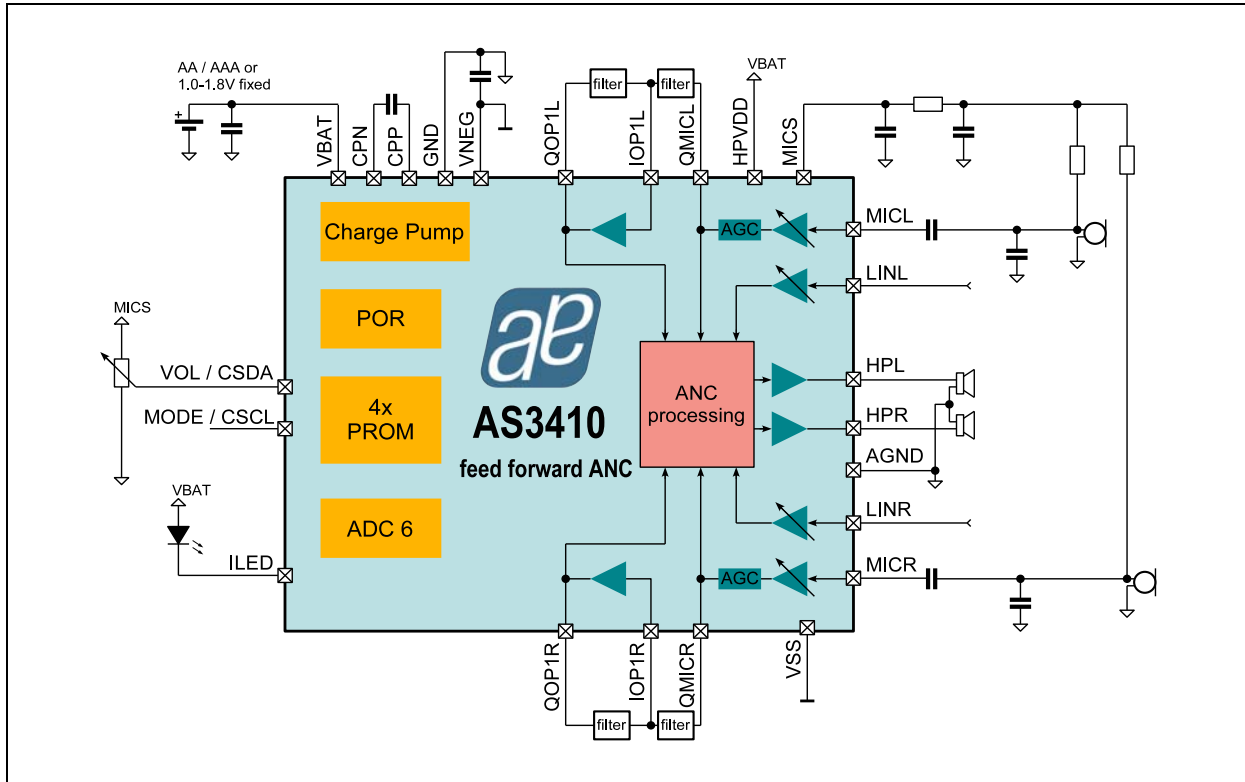 AA / AAA or
1.0-1.8V fixed
+
VBAT
CPN
CPP
GND
VNEG
QOP1L
filter
IOP1L
filter
QMICL
VBAT
HPVDD
MICS
Charge Pump
POR
4x
PROM
ADC 6
ae
AS3410
feed forward ANC
AGC
ANC
processing
AGC
MICL
LINL
HPL
HPR
AGND
LINR
MICR
MICS
VOL / CSDA
MODE / CSCL
VBAT
ILED
QOP1R
filter
IOP1R
filter
QMICR
VSS